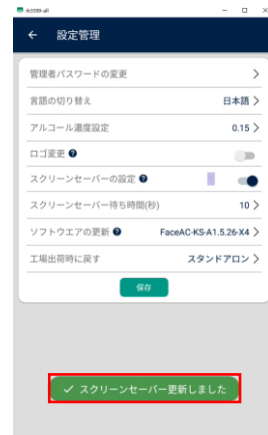 rk3399-all
← 設定管理
管理者パスワードの変更 >
言語の切り替え 日本語 >
アルコール濃度設定 0.15 >
ロゴ変更 ?
スクリーンセーバーの設定 ?
スクリーンセーバー待ち時間(秒) 10 >
ソフトウエアの更新 ? FaceAC-KS-A1.5.26-X4 >
工場出荷時に戻す スタンドアロン >
保存
✓ スクリーンセーバー更新しました